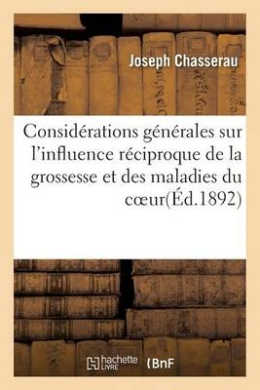 Joseph Chasserau
Considérations générales sur l'influence réciproque de la grossesse et des maladies du cœur(Éd.1892)
hachette
LIVRE
{BnF